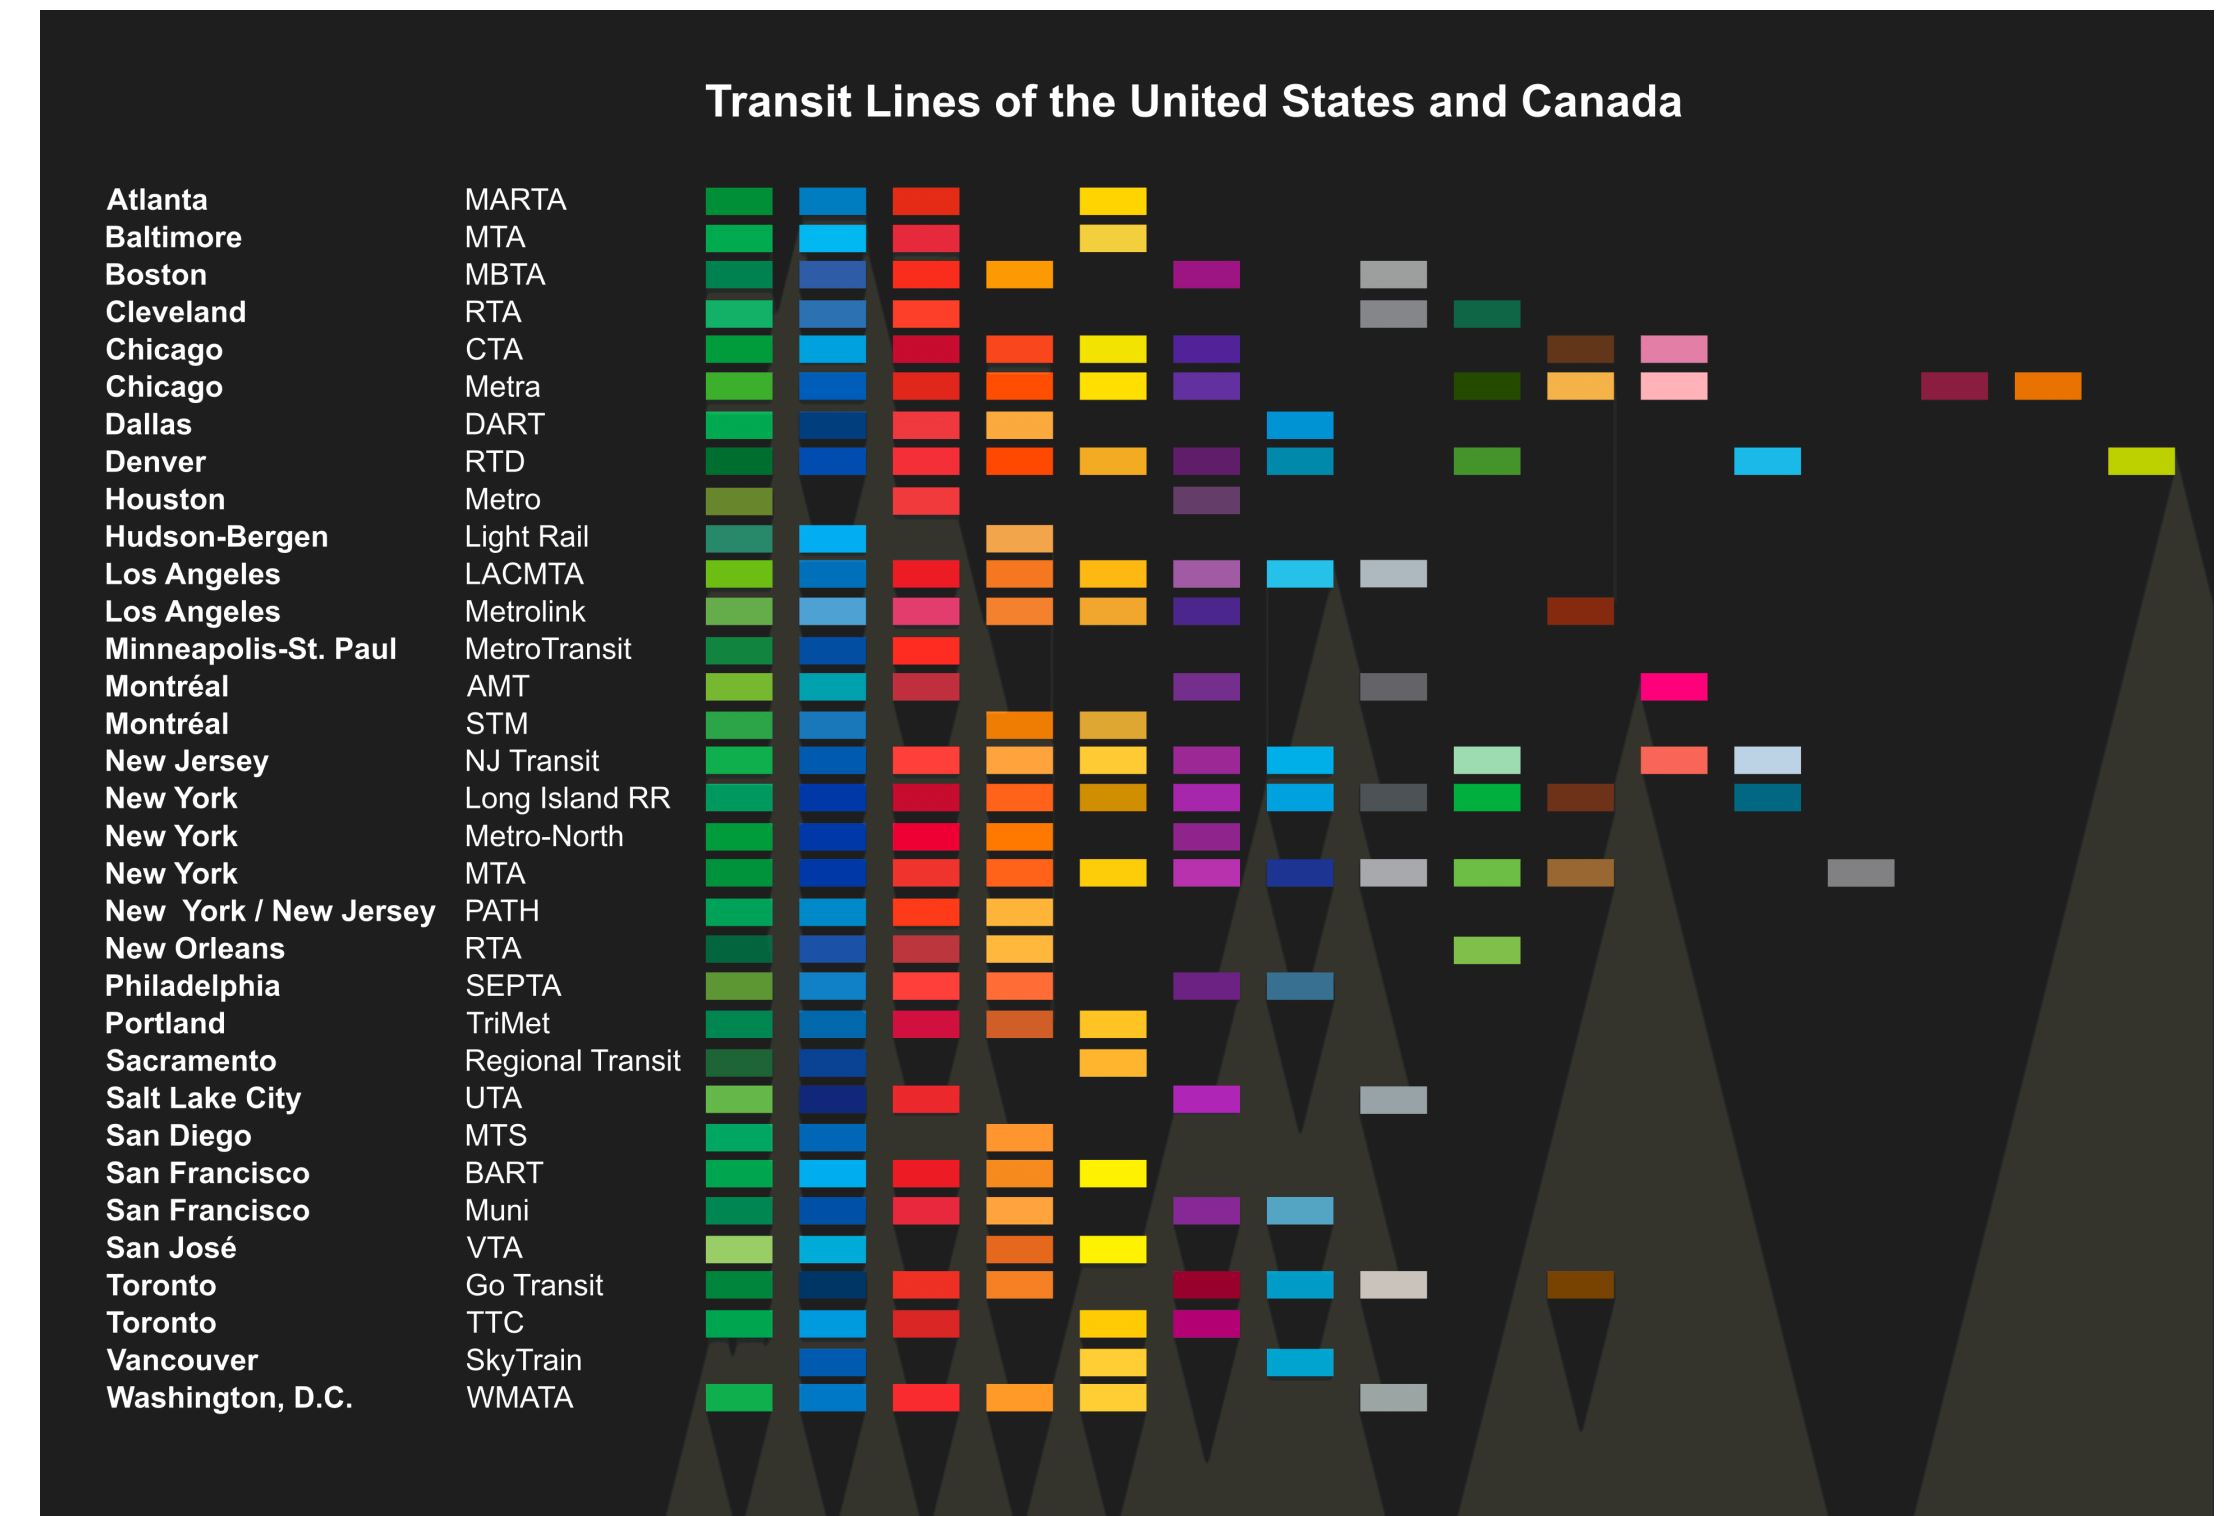 Transit Lines of the United States and Canada
Atlanta MARTA
Baltimore MTA
Boston MBTA
Cleveland RTA
Chicago CTA
Chicago Metra
Dallas DART
Denver RTD
Houston Metro
Hudson-Bergen Light Rail
Los Angeles LACMTA
Los Angeles Metrolink
Minneapolis-St. Paul MetroTransit
Montréal AMT
Montréal STM
New Jersey NJ Transit
New York Long Island RR
New York Metro-North
New York MTA
New  York / New Jersey PATH
New Orleans RTA
Philadelphia SEPTA
Portland TriMet
Sacramento Regional Transit
Salt Lake City UTA
San Diego MTS
San Francisco BART
San Francisco Muni
San José VTA
Toronto Go Transit
Toronto TTC
Vancouver SkyTrain
Washington, D.C. WMATA